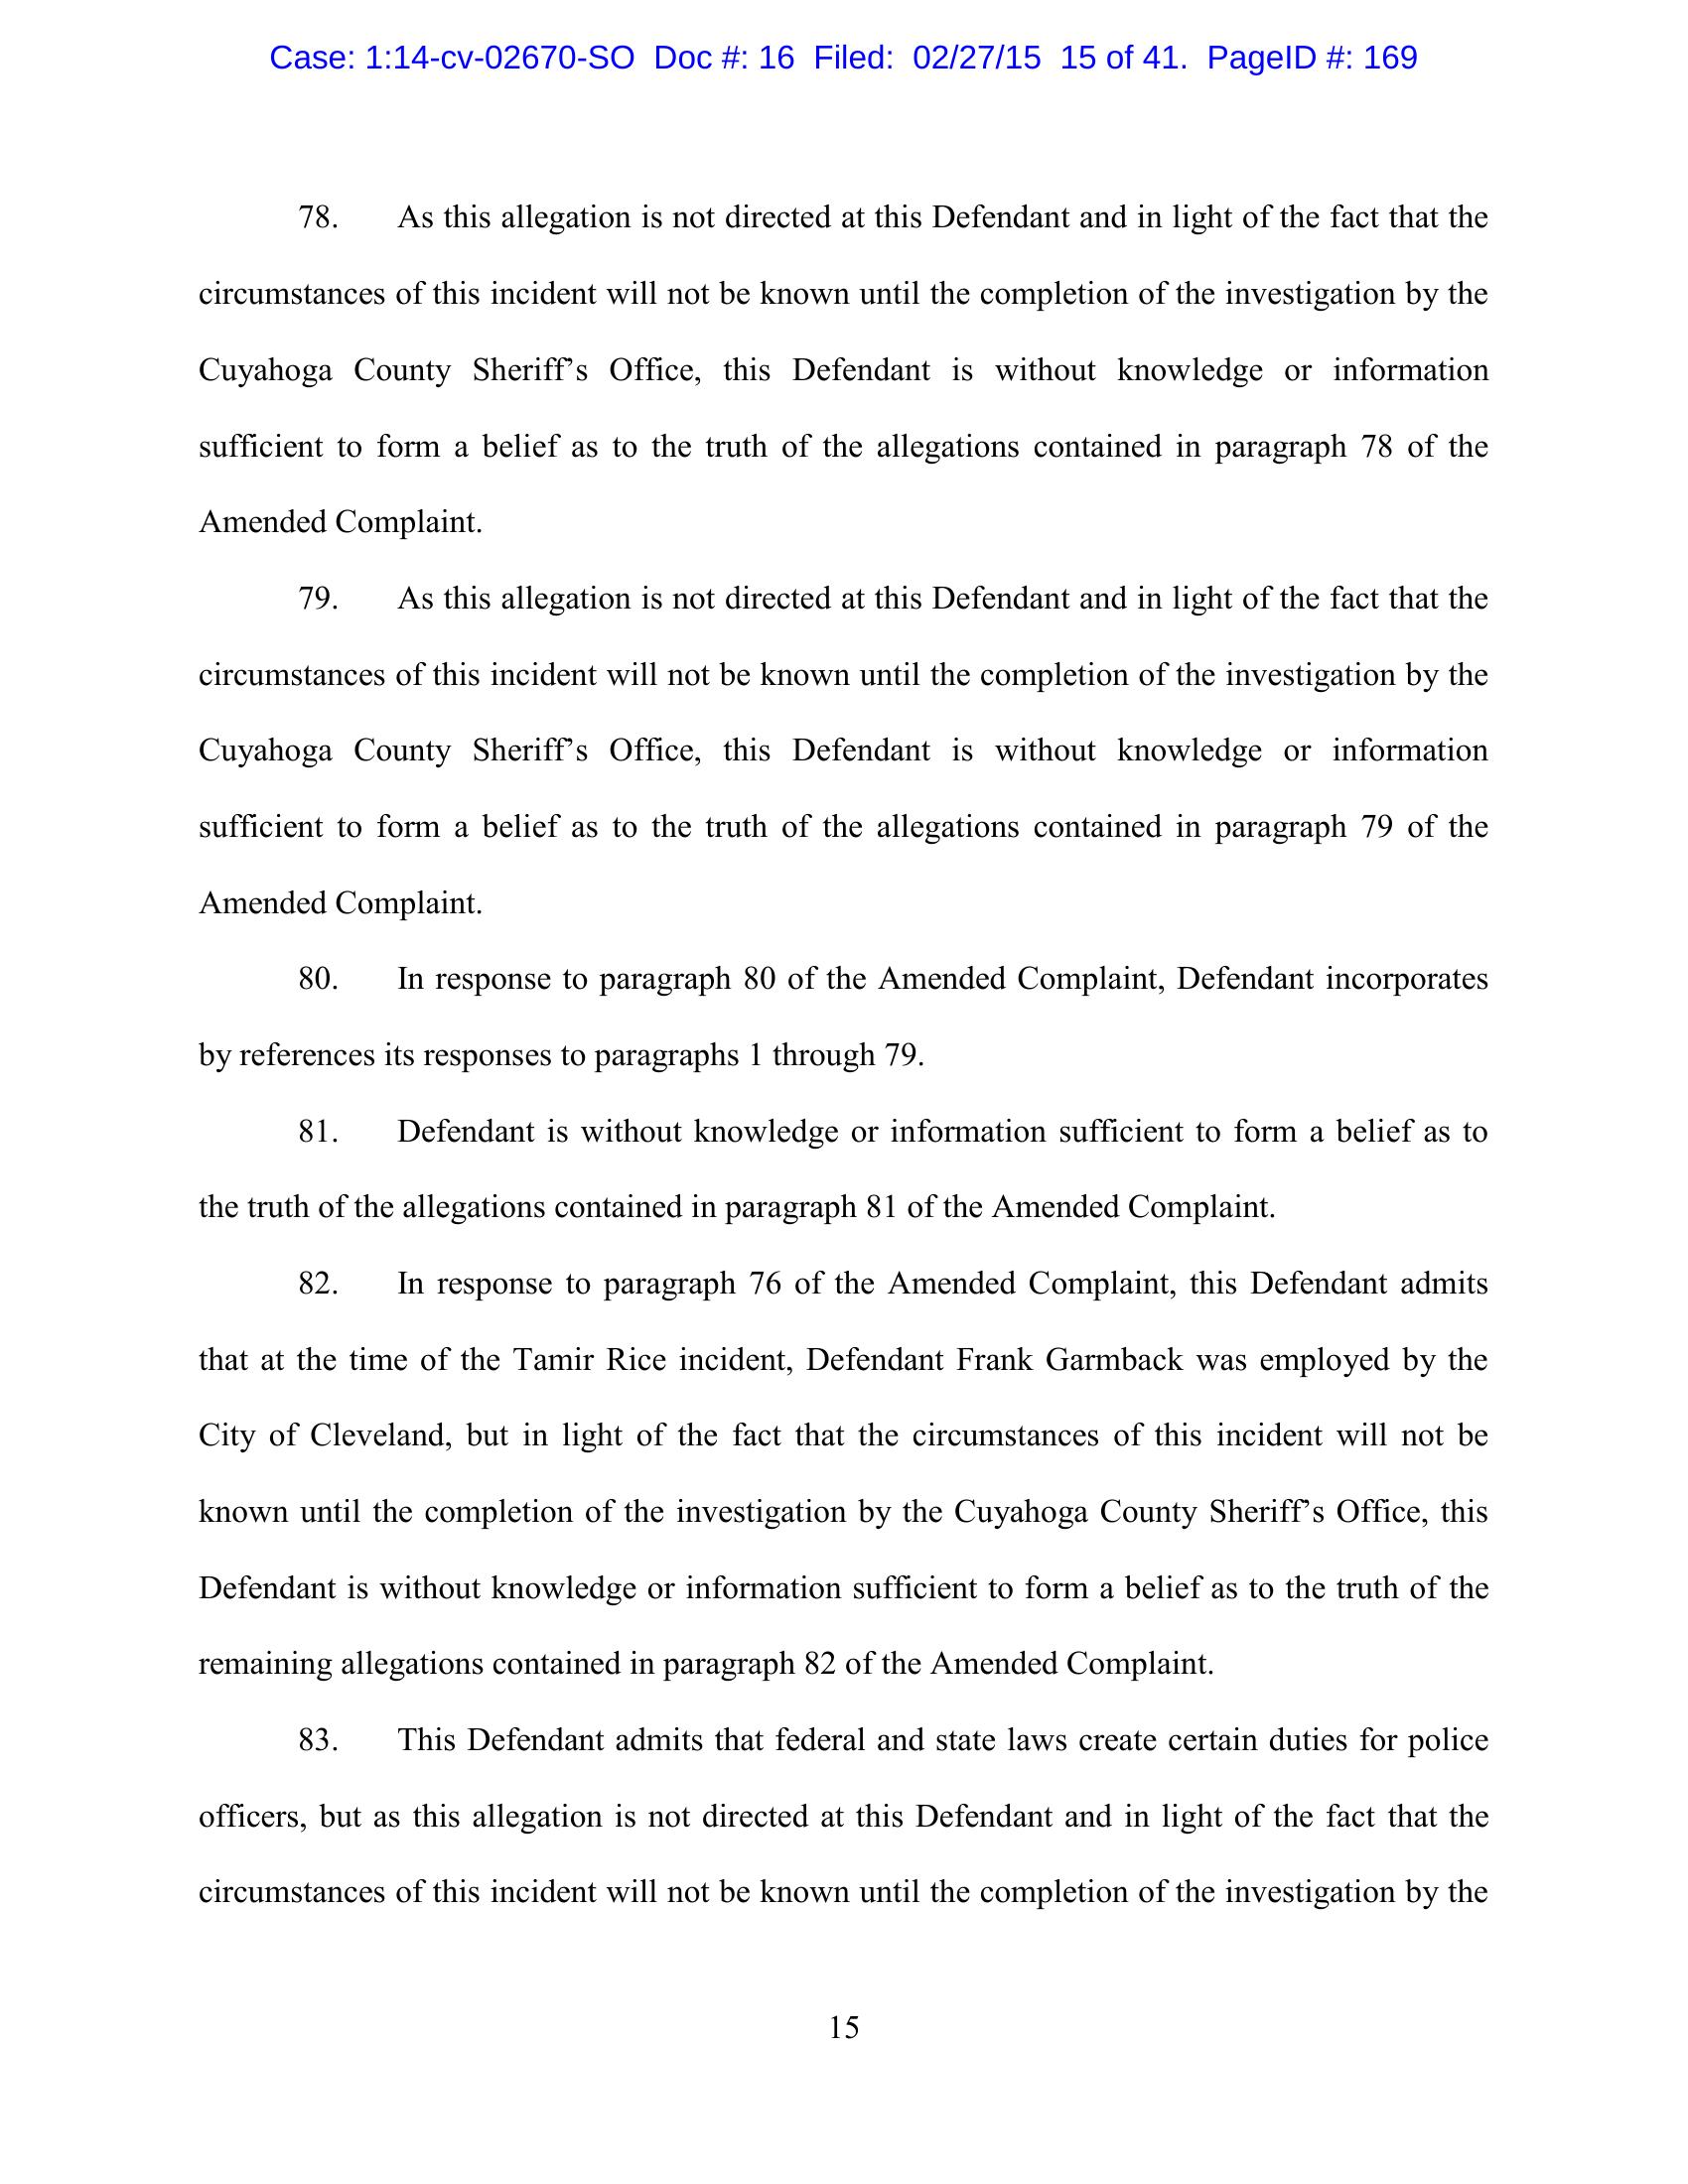 Case: 1:14-cv-02670-SO Doc #: 16 Filed: 02/27/15 15 of 41. PageID #: 169
78. As this allegation is not directed at this Defendant and in light of the fact that the
circumstances of this incident will not be known until the completion of the investigation by the
Cuyahoga County Sheriff’s Office, this Defendant is without knowledge or information
sufficient to form a belief as to the truth of the allegations contained in paragraph 78 of the
Amended Complaint.
79. As this allegation is not directed at this Defendant and in light of the fact that the
circumstances of this incident will not be known until the completion of the investigation by the
Cuyahoga County Sheriff’s Office, this Defendant is without knowledge or information
sufficient to form a belief as to the truth of the allegations contained in paragraph 79 of the
Amended Complaint.
80. In response to paragraph 80 of the Amended Complaint, Defendant incorporates
by references its responses to paragraphs 1 through 79.
81. Defendant is without knowledge or information sufficient to form a belief as to
the truth of the allegations contained in paragraph 81 of the Amended Complaint.
82. In response to paragraph 76 of the Amended Complaint, this Defendant admits
that at the time of the Tamir Rice incident, Defendant Frank Garmback was employed by the
City of Cleveland, but in light of the fact that the circumstances of this incident will not be
known until the completion of the investigation by the Cuyahoga County Sheriff’s Office, this
Defendant is without knowledge or information sufficient to form a belief as to the truth of the
remaining allegations contained in paragraph 82 of the Amended Complaint.
83. This Defendant admits that federal and state laws create certain duties for police
officers, but as this allegation is not directed at this Defendant and in light of the fact that the
circumstances of this incident will not be known until the completion of the investigation by the
15